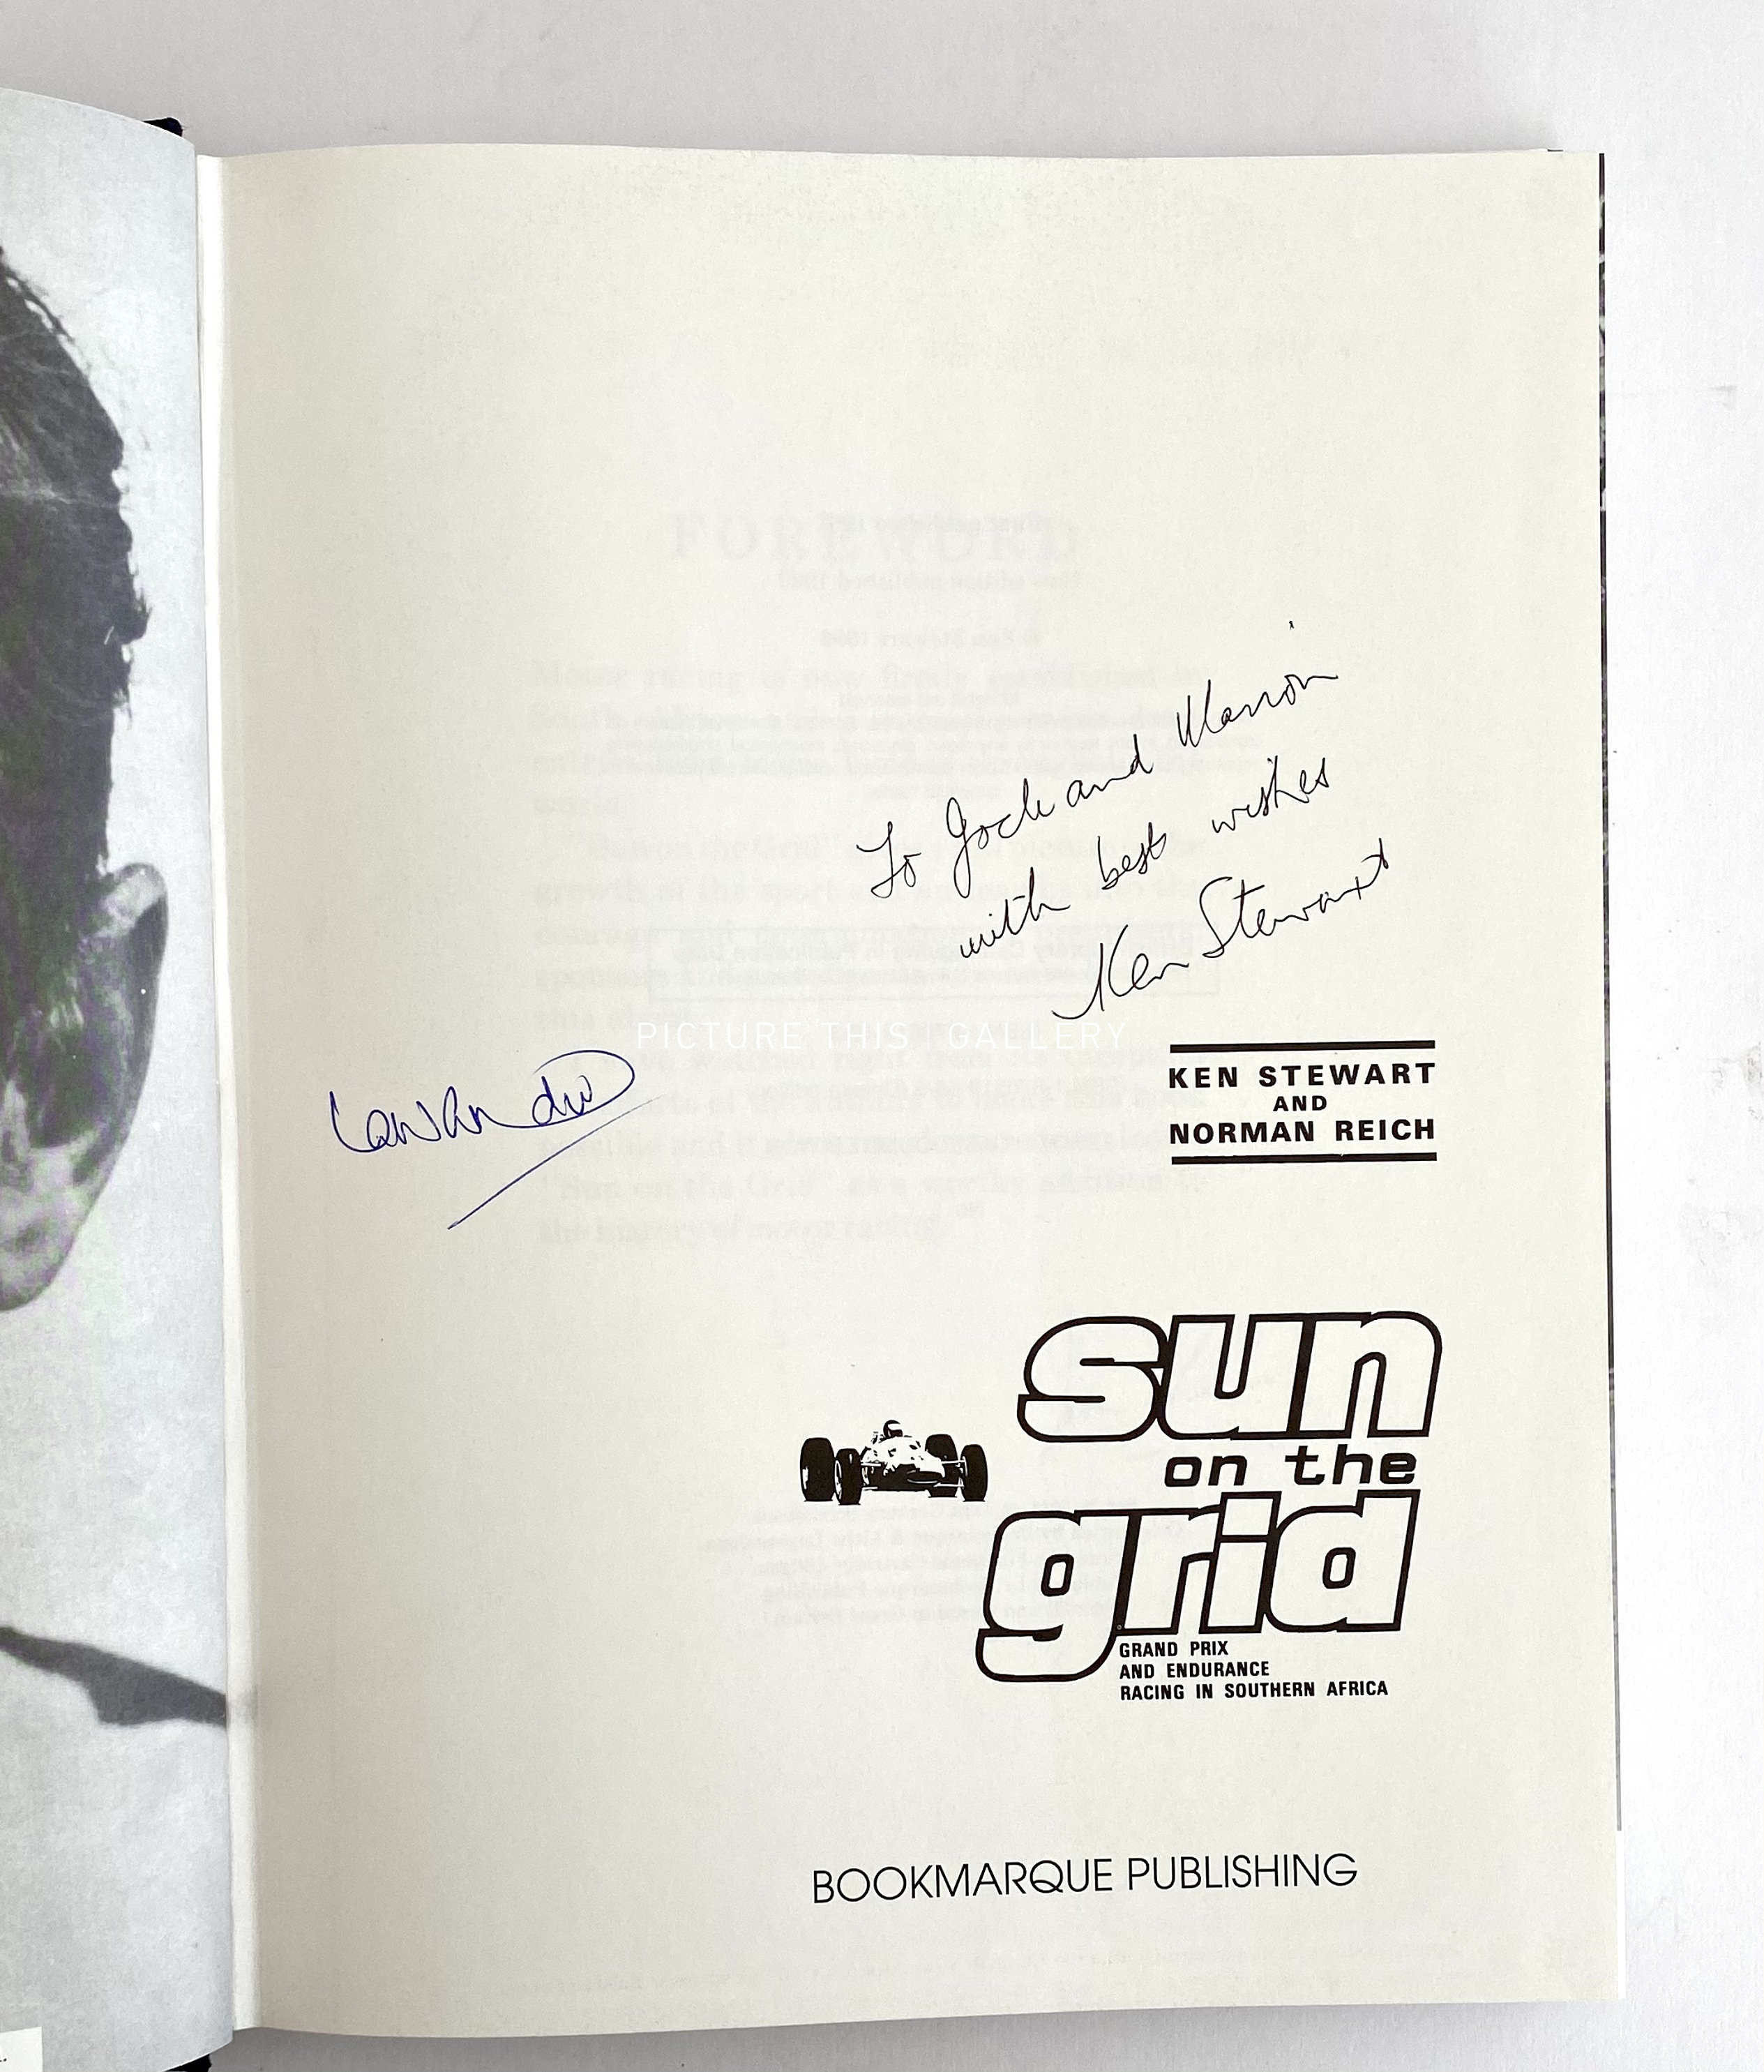 To Jock and Marion
with best wishes
Ken Stewart
PICTURE THIS GALLERY
KEN STEWART
AND
NORMAN REICH
sun
on the
grid
GRAND PRIX
AND ENDURANCE
RACING IN SOUTHERN AFRICA
BOOKMARQUE PUBLISHING
FOREWORD